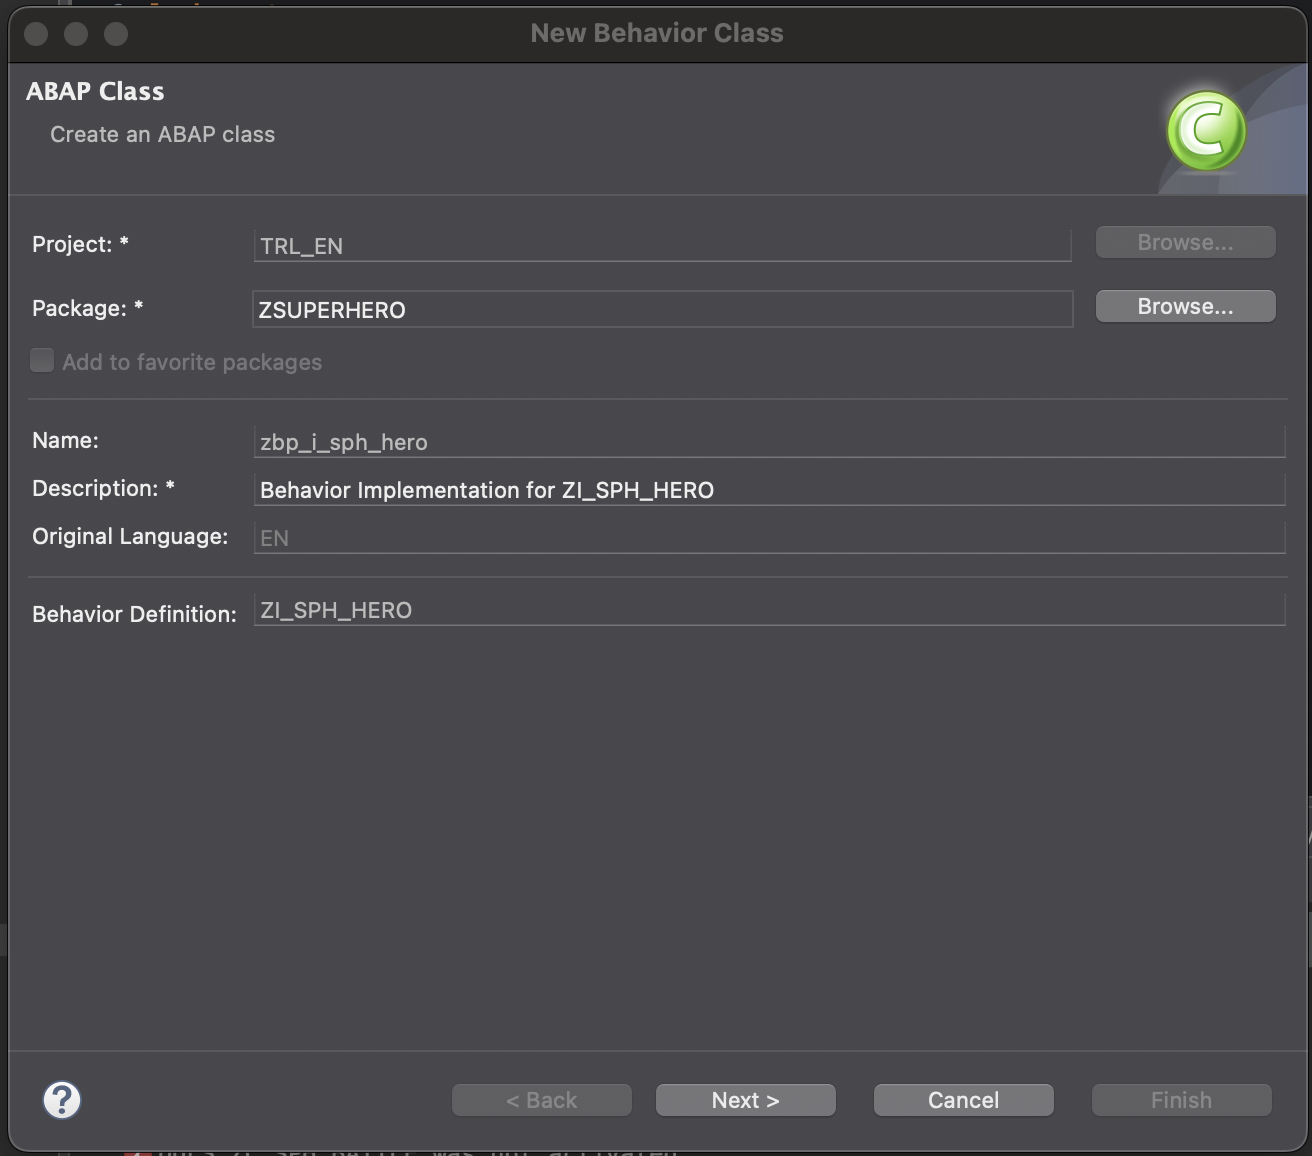 New Behavior Class
ABAP Class
Create an ABAP class
C
Project: * TRL_EN Browse...
Package: * ZSUPERHERO Browse...
Add to favorite packages
Name: zbp_i_sph_hero
Description: * Behavior Implementation for ZI_SPH_HERO
Original Language: EN
Behavior Definition: ZI_SPH_HERO
? < Back Next > Cancel Finish